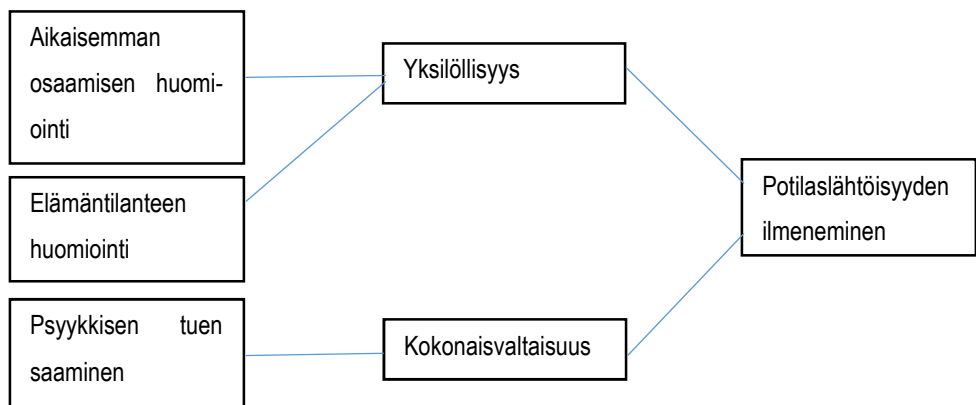 Aikaisemman
osaamisen huomi-
ointi
Yksilöllisyys
Elämäntilanteen
huomiointi
Potilaslähtöisyyden
ilmeneminen
Psyykkisen tuen
saaminen
Kokonaisvaltaisuus